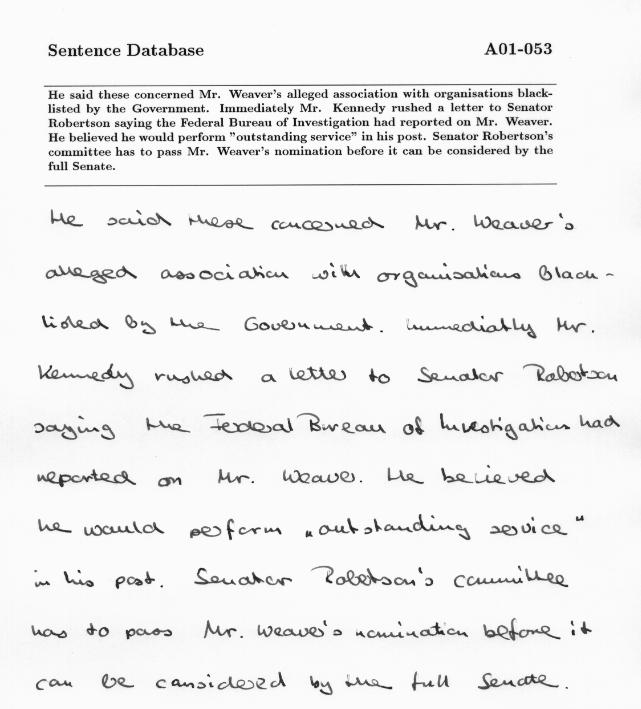 Sentence Database A01-053
He said these concerned Mr. Weaver's alleged association with organisations black-
listed by the Government. Immediately Mr. Kennedy rushed a letter to Senator
Robertson saying the Federal Bureau of Investigation had reported on Mr. Weaver.
He believed he would perform "outstanding service" in his post. Senator Robertson's
committee has to pass Mr. Weaver's nomination before it can be considered by the
full Senate.
He said these concerned Mr. Weaver's
alleged association with organisations Black-
listed by the Government. Immediatly Mr.
Kennedy rushed a letter to Senator Robertson
saying the Federal Bureau of Investigation had
reported on Mr. Weaver. He believed
he would perform „outstanding service“
in his post. Senator Robertson's committee
has to pass Mr. Weaver's nomination before it
can be considered by the full Senate.